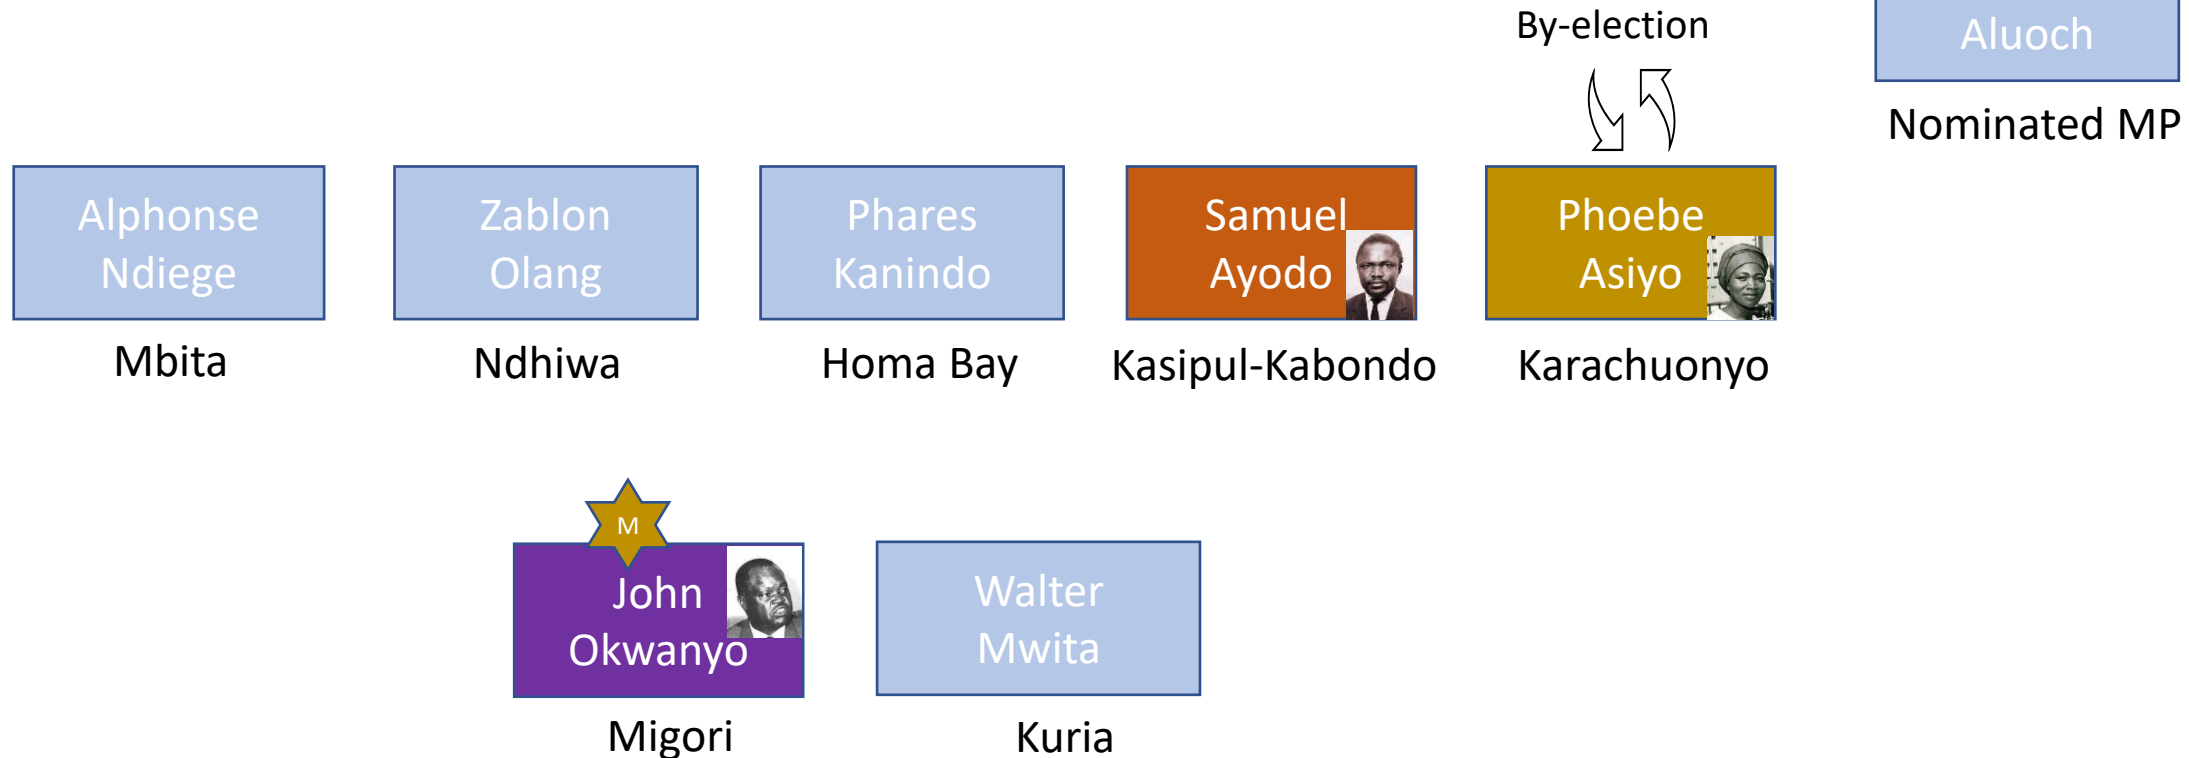 By-election
Aluoch
Nominated MP
Alphonse
Ndiege
Mbita
Zablon
Olang
Ndhiwa
Phares
Kanindo
Homa Bay
Samuel
Ayodo
Kasipul-Kabondo
Phoebe
Asiyo
Karachuonyo
M
John
Okwanyo
Migori
Walter
Mwita
Kuria